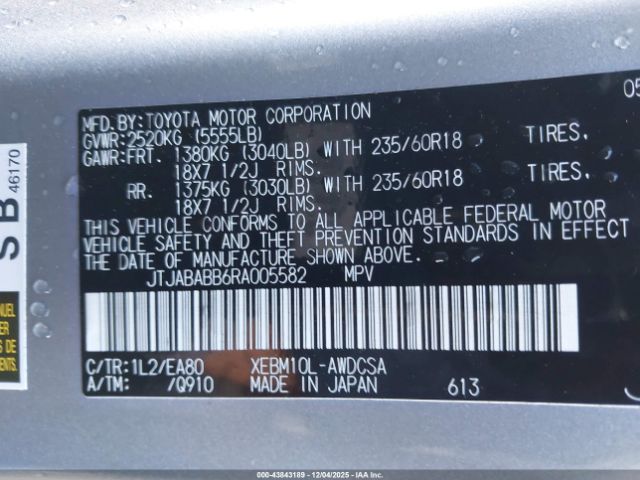 05
MFD.BY:TOYOTA MOTOR CORPORATION
GVWR:2520KG (5555LB)
GAWR:FRT. 1380KG (3040LB) WITH 235/60R18 TIRES.
18X7 1/2J RIMS.
RR. 1375KG (3030LB) WITH 235/60R18 TIRES.
18X7 1/2J RIMS.
THIS VEHICLE CONFORMS TO ALL APPLICABLE FEDERAL MOTOR
VEHICLE SAFETY AND THEFT PREVENTION STANDARDS IN EFFECT
THE DATE OF MANUFACTURE SHOWN ABOVE.
JTJABABB6RA005582 MPV
C/TR:1L2/EA80 XEBM10L-AWDCSA
A/TM: /Q910 MADE IN JAPAN 613
SB
46170
NUEL
000-43843189 - 12/04/2025 - IAAI Inc.